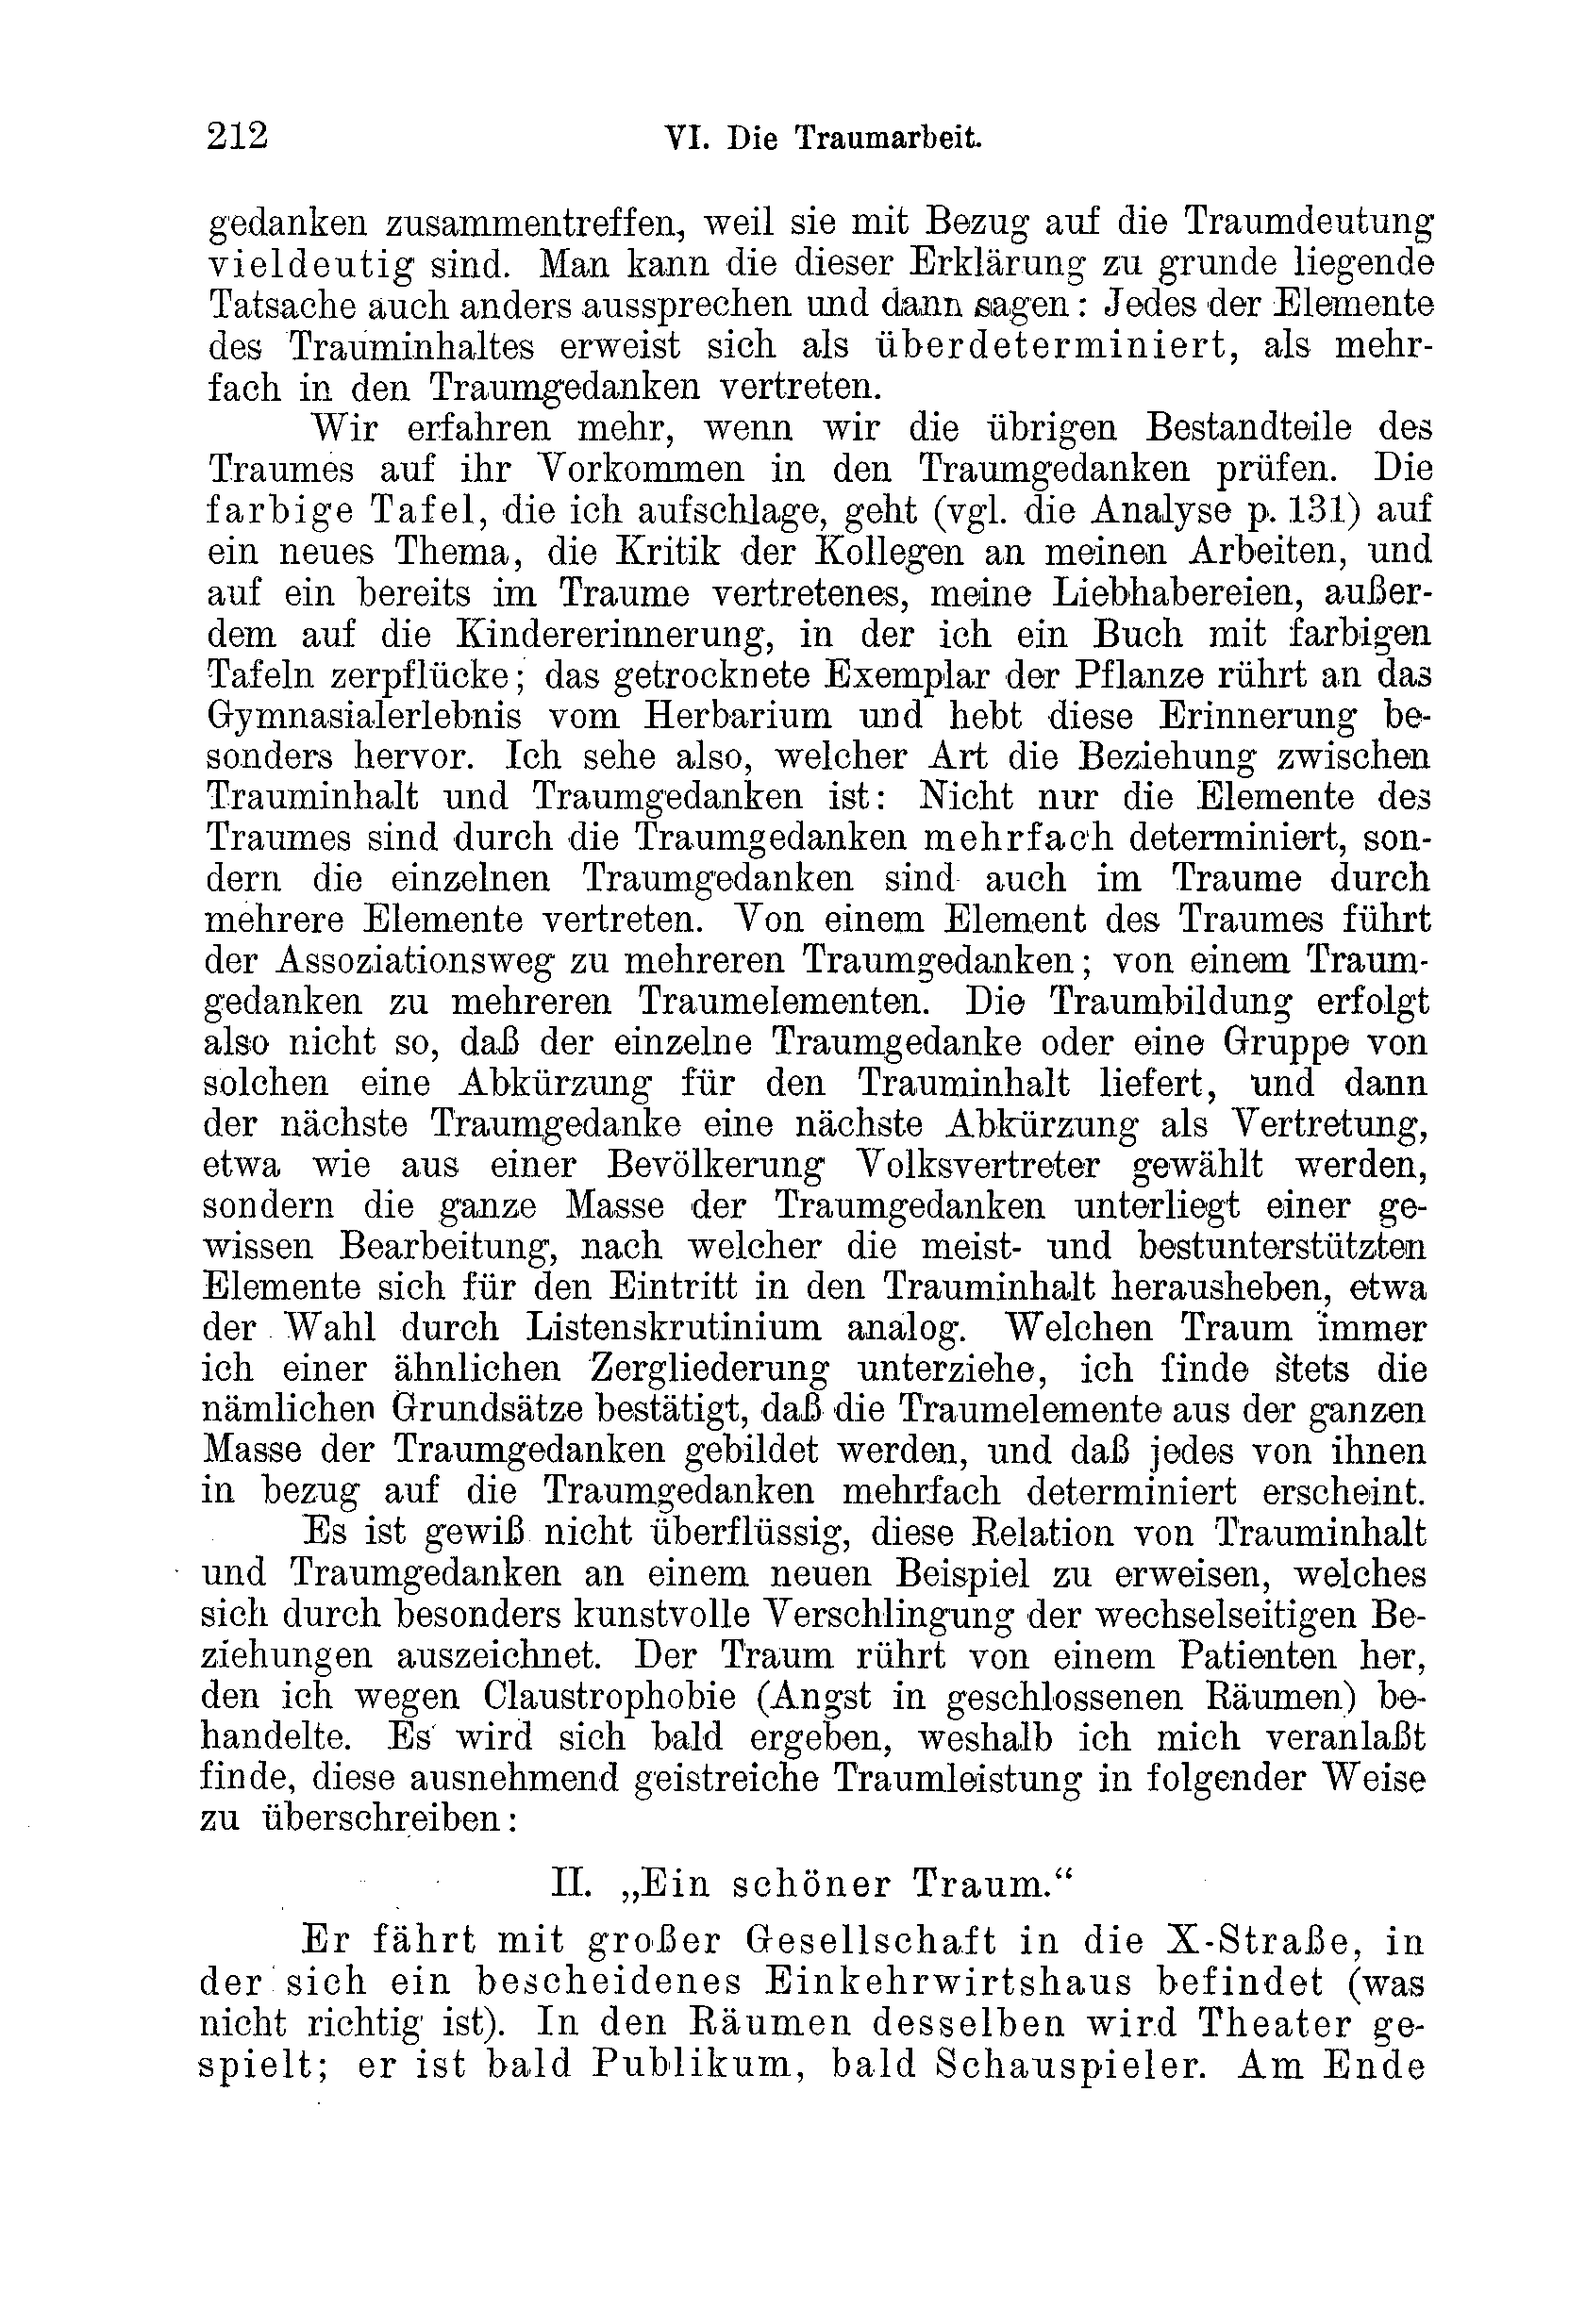 212 VI. Die Traumarbeit.
gedanken zusammentreffen, weil sie mit Bezug auf die Traumdeutung
vieldeutig sind. Man kann die dieser Erklärung zu grunde liegende
Tatsache auch anders aussprechen und dann sagen: Jedes der Elemente
des Trauminhaltes erweist sich als überdeterminiert, als mehr-
fach in den Traumgedanken vertreten.
Wir erfahren mehr, wenn wir die übrigen Bestandteile des
Traumes auf ihr Vorkommen in den Traumgedanken prüfen. Die
farbige Tafel, die ich aufschlage, geht (vgl. die Analyse p. 131) auf
ein neues Thema, die Kritik der Kollegen an meinen Arbeiten, und
auf ein bereits im Traume vertretenes, meine Liebhabereien, außer-
dem auf die Kindererinnerung, in der ich ein Buch mit farbigen
Tafeln zerpflücke; das getrocknete Exemplar der Pflanze rührt an das
Gymnasialerlebnis vom Herbarium und hebt diese Erinnerung be-
sonders hervor. Ich sehe also, welcher Art die Beziehung zwischen
Trauminhalt und Traumgedanken ist: Nicht nur die Elemente des
Traumes sind durch die Traumgedanken mehrfach determiniert, son-
dern die einzelnen Traumgedanken sind auch im Traume durch
mehrere Elemente vertreten. Von einem Element des Traumes führt
der Assoziationsweg zu mehreren Traumgedanken; von einem Traum-
gedanken zu mehreren Traumelementen. Die Traumbildung erfolgt
also nicht so, daß der einzelne Traumgedanke oder eine Gruppe von
solchen eine Abkürzung für den Trauminhalt liefert, und dann
der nächste Traumgedanke eine nächste Abkürzung als Vertretung,
etwa wie aus einer Bevölkerung Volksvertreter gewählt werden,
sondern die ganze Masse der Traumgedanken unterliegt einer ge-
wissen Bearbeitung, nach welcher die meist- und bestunterstützten
Elemente sich für den Eintritt in den Trauminhalt herausheben, etwa
der Wahl durch Listenskrutinium analog. Welchen Traum immer
ich einer ähnlichen Zergliederung unterziehe, ich finde stets die
nämlichen Grundsätze bestätigt, daß die Traumelemente aus der ganzen
Masse der Traumgedanken gebildet werden, und daß jedes von ihnen
in bezug auf die Traumgedanken mehrfach determiniert erscheint.
Es ist gewiß nicht überflüssig, diese Relation von Trauminhalt
und Traumgedanken an einem neuen Beispiel zu erweisen, welches
sich durch besonders kunstvolle Verschlingung der wechselseitigen Be-
ziehungen auszeichnet. Der Traum rührt von einem Patienten her,
den ich wegen Claustrophobie (Angst in geschlossenen Räumen) be-
handelte. Es wird sich bald ergeben, weshalb ich mich veranlaßt
finde, diese ausnehmend geistreiche Traumleistung in folgender Weise
zu überschreiben:
II. „Ein schöner Traum.“
Er fährt mit großer Gesellschaft in die X-Straße, in
der sich ein bescheidenes Einkehrwirtshaus befindet (was
nicht richtig ist). In den Räumen desselben wird Theater ge-
spielt; er ist bald Publikum, bald Schauspieler. Am Ende